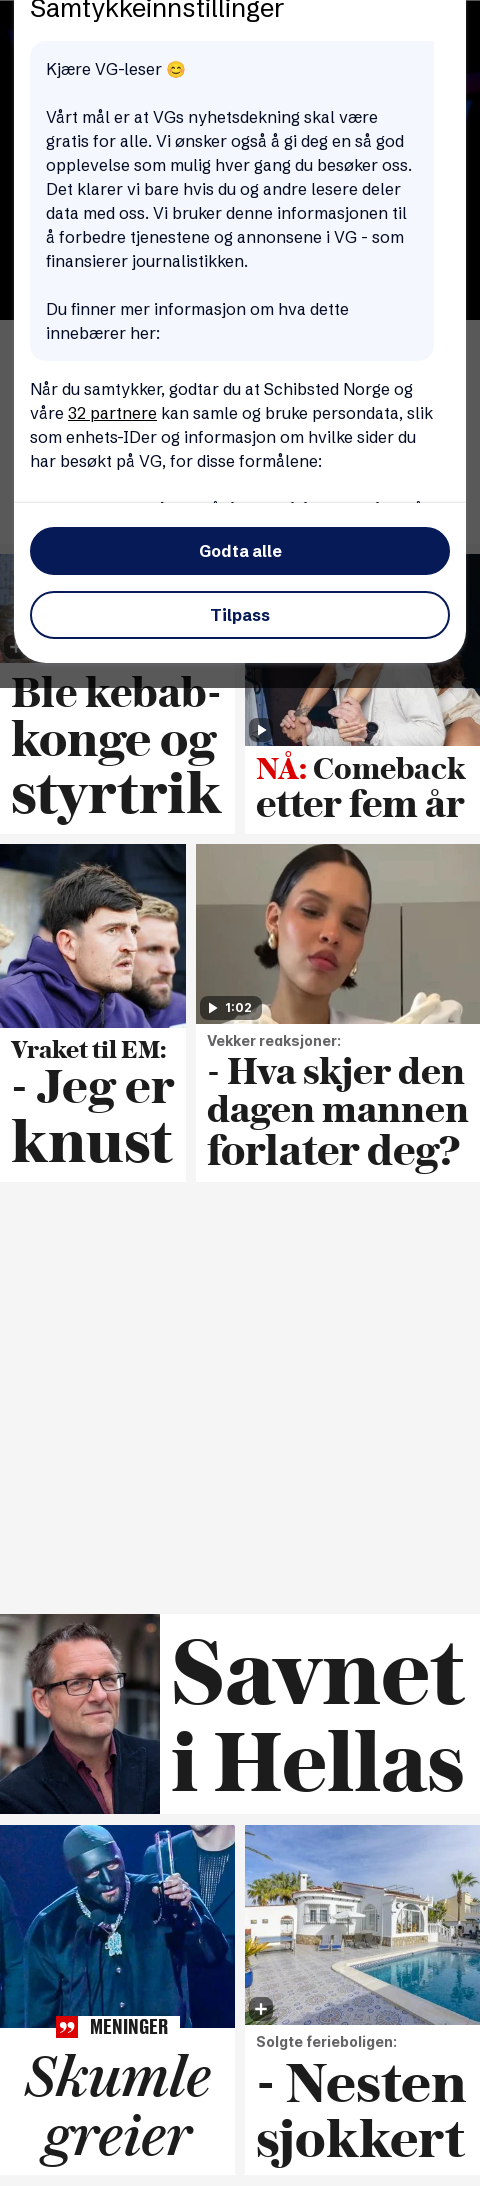 Samtykkeinnstillinger
Kjære VG-leser 😊
Vårt mål er at VGs nyhetsdekning skal være
gratis for alle. Vi ønsker også å gi deg en så god
opplevelse som mulig hver gang du besøker oss.
Det klarer vi bare hvis du og andre lesere deler
data med oss. Vi bruker denne informasjonen til
å forbedre tjenestene og annonsene i VG - som
finansierer journalistikken.
Du finner mer informasjon om hva dette
innebærer her:
Når du samtykker, godtar du at Schibsted Norge og
våre 32 partnere kan samle og bruke persondata, slik
som enhets-IDer og informasjon om hvilke sider du
har besøkt på VG, for disse formålene:
Godta alle
Tilpass
Ble kebab-
konge og
styrtrik
NÅ: Comeback
etter fem år
Vraket til EM:
- Jeg er
knust
1:02
Vekker reaksjoner:
- Hva skjer den
dagen mannen
forlater deg?
Savnet
i Hellas
MENINGER
Skumle
greier
Solgte ferieboligen:
- Nesten
sjokkert